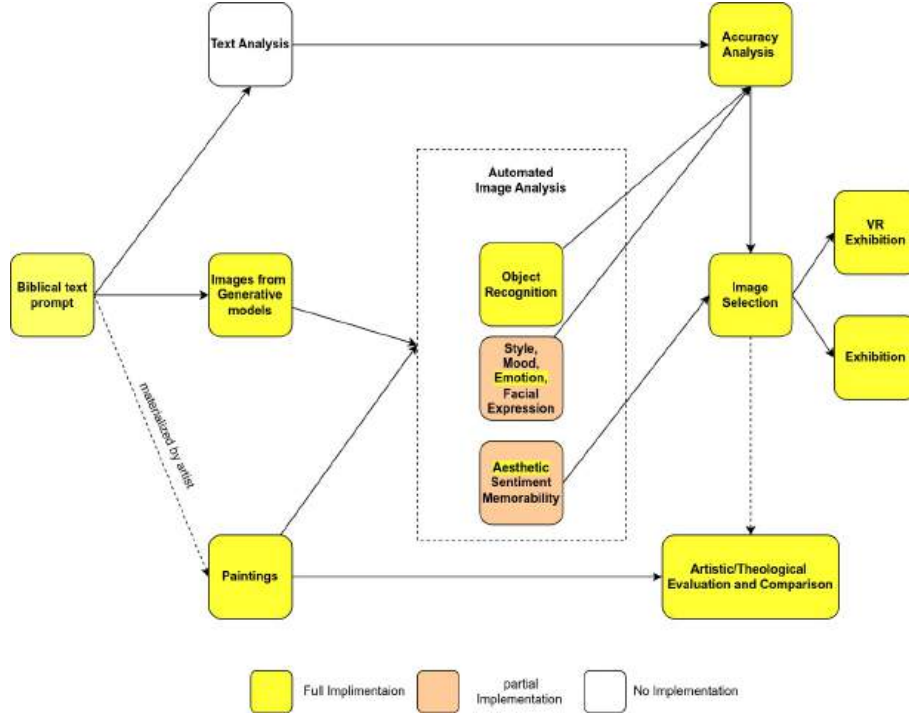 Text Analysis
Accuracy
Analysis
Automated
Image Analysis
VR
Exhibition
Biblical text
prompt
Images from
Generative
models
Object
Recognition
Image
Selection
Style,
Mood,
Emotion,
Facial
Expression
Exhibition
materialized by artist
Aesthetic
Sentiment
Memorability
Paintings
Artistic/Theological
Evaluation and Comparison
Full Implimentaion
partial
Implementation
No Implementation